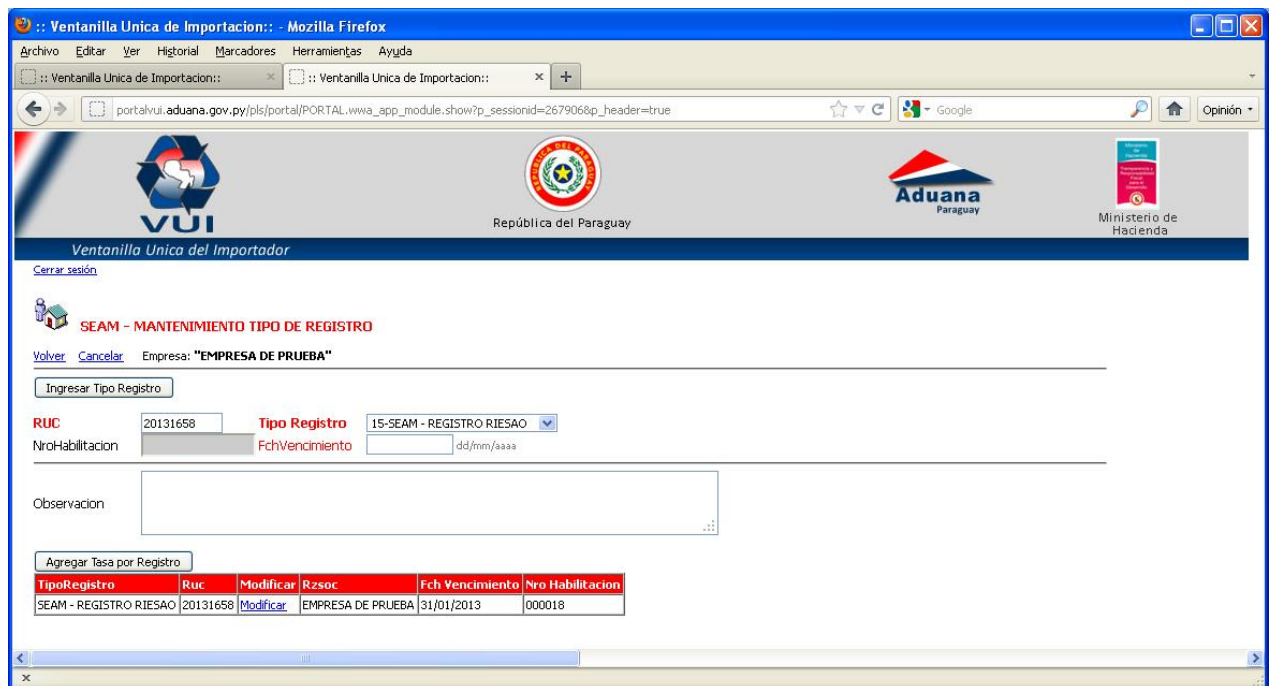 :: Ventanilla Unica de Importacion:: - Mozilla Firefox
Archivo Editar Ver Historial Marcadores Herramientas Ayuda
:: Ventanilla Unica de Importacion:: × :: Ventanilla Unica de Importacion:: × +
portalvui.aduana.gov.py/pls/portal/PORTAL.wwa_app_module.show?p_sessionid=267906&p_header=true Google Opinión
VUI
República del Paraguay
Aduana
Paraguay
Ministerio de
Hacienda
Ventanilla Unica del Importador
Cerrar sesión
SEAM - MANTENIMIENTO TIPO DE REGISTRO
Volver Cancelar Empresa: "EMPRESA DE PRUEBA"
Ingresar Tipo Registro
RUC 20131658 Tipo Registro 15-SEAM - REGISTRO RIESAO
NroHabilitacion FchVencimiento dd/mm/aaaa
Observacion
Agregar Tasa por Registro
TipoRegistro Ruc Modificar Rzsoc Fch Vencimiento Nro Habilitacion
SEAM - REGISTRO RIESAO 20131658 Modificar EMPRESA DE PRUEBA 31/01/2013 000018
×